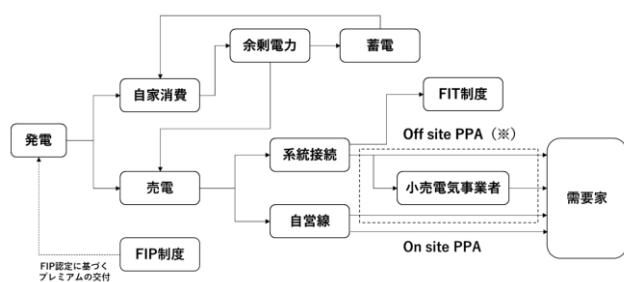 余剰電力
蓄電
自家消費
FIT制度
発電
Off site PPA（※）
系統接続
売電
小売電気事業者
需要家
自営線
FIP制度
On site PPA
FIP認定に基づく
プレミアムの交付